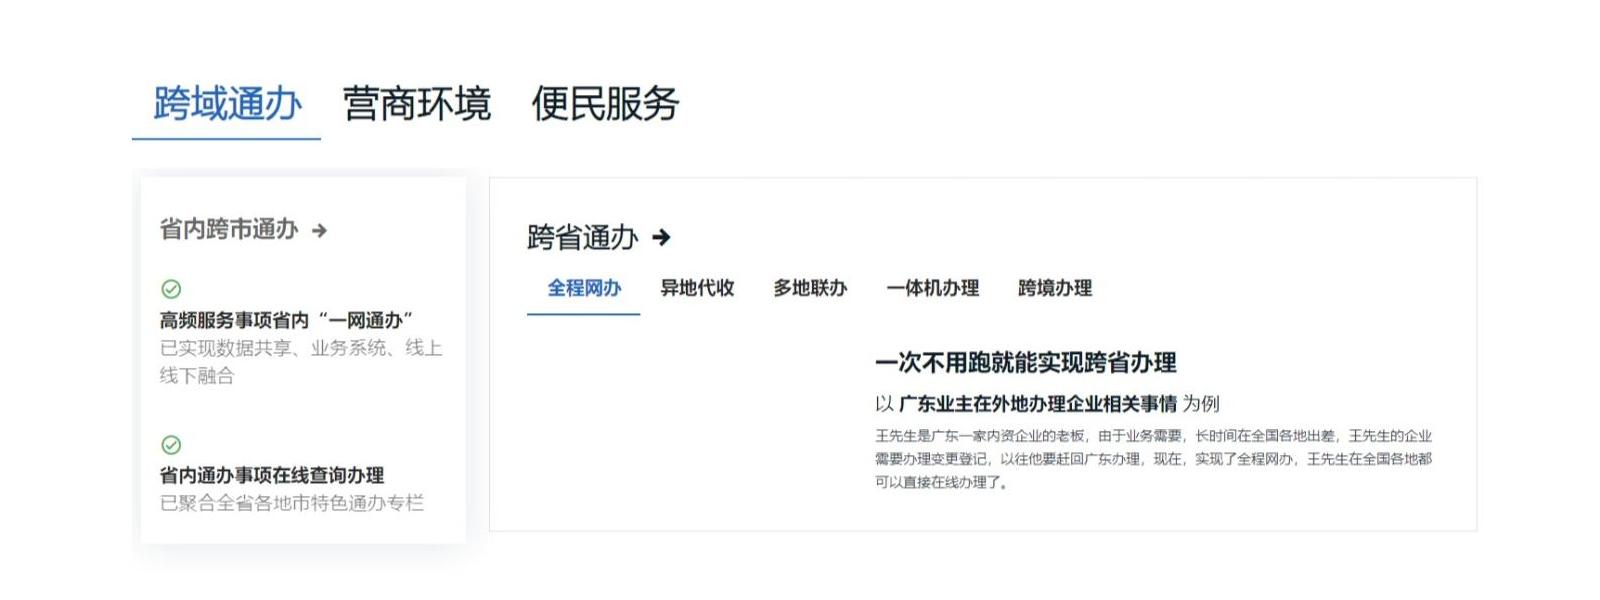 跨域通办 营商环境 便民服务
省内跨市通办 →
高频服务事项省内“一网通办”
已实现数据共享、业务系统、线上
线下融合
省内通办事项在线查询办理
已聚合全省各地市特色通办专栏
跨省通办 →
全程网办 异地代收 多地联办 一体机办理 跨境办理
一次不用跑就能实现跨省办理
以 广东业主在外地办理企业相关事情 为例
王先生是广东一家内资企业的老板，由于业务需要，长时间在全国各地出差，王先生的企业
需要办理变更登记，以往他要赶回广东办理，现在，实现了全程网办，王先生在全国各地都
可以直接在线办理了。